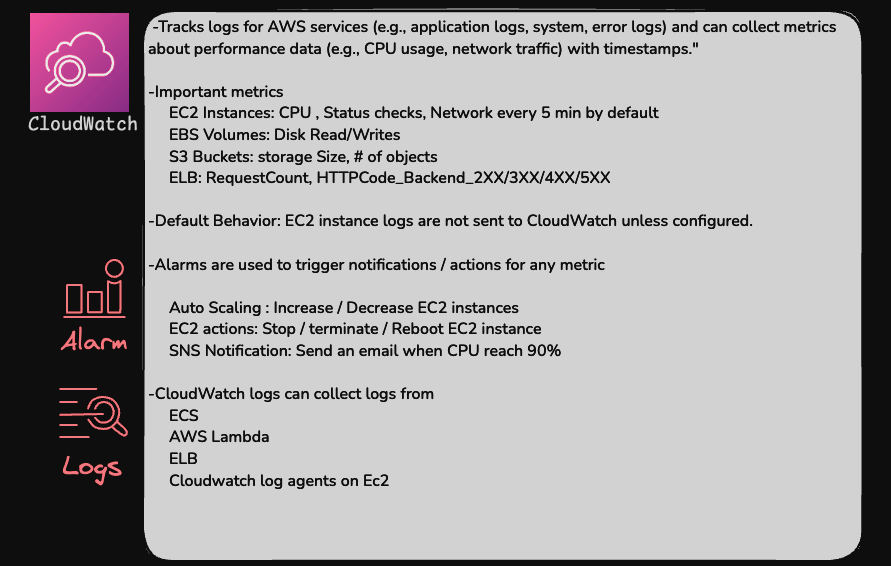 -Tracks logs for AWS services (e.g., application logs, system, error logs) and can collect metrics
about performance data (e.g., CPU usage, network traffic) with timestamps."
CloudWatch
-Important metrics
EC2 Instances: CPU , Status checks, Network every 5 min by default
EBS Volumes: Disk Read/Writes
S3 Buckets: storage Size, # of objects
ELB: RequestCount, HTTPCode_Backend_2XX/3XX/4XX/5XX
-Default Behavior: EC2 instance logs are not sent to CloudWatch unless configured.
-Alarms are used to trigger notifications / actions for any metric
Auto Scaling : Increase / Decrease EC2 instances
EC2 actions: Stop / terminate / Reboot EC2 instance
SNS Notification: Send an email when CPU reach 90%
Alarm
-CloudWatch logs can collect logs from
ECS
AWS Lambda
ELB
Cloudwatch log agents on Ec2
Logs